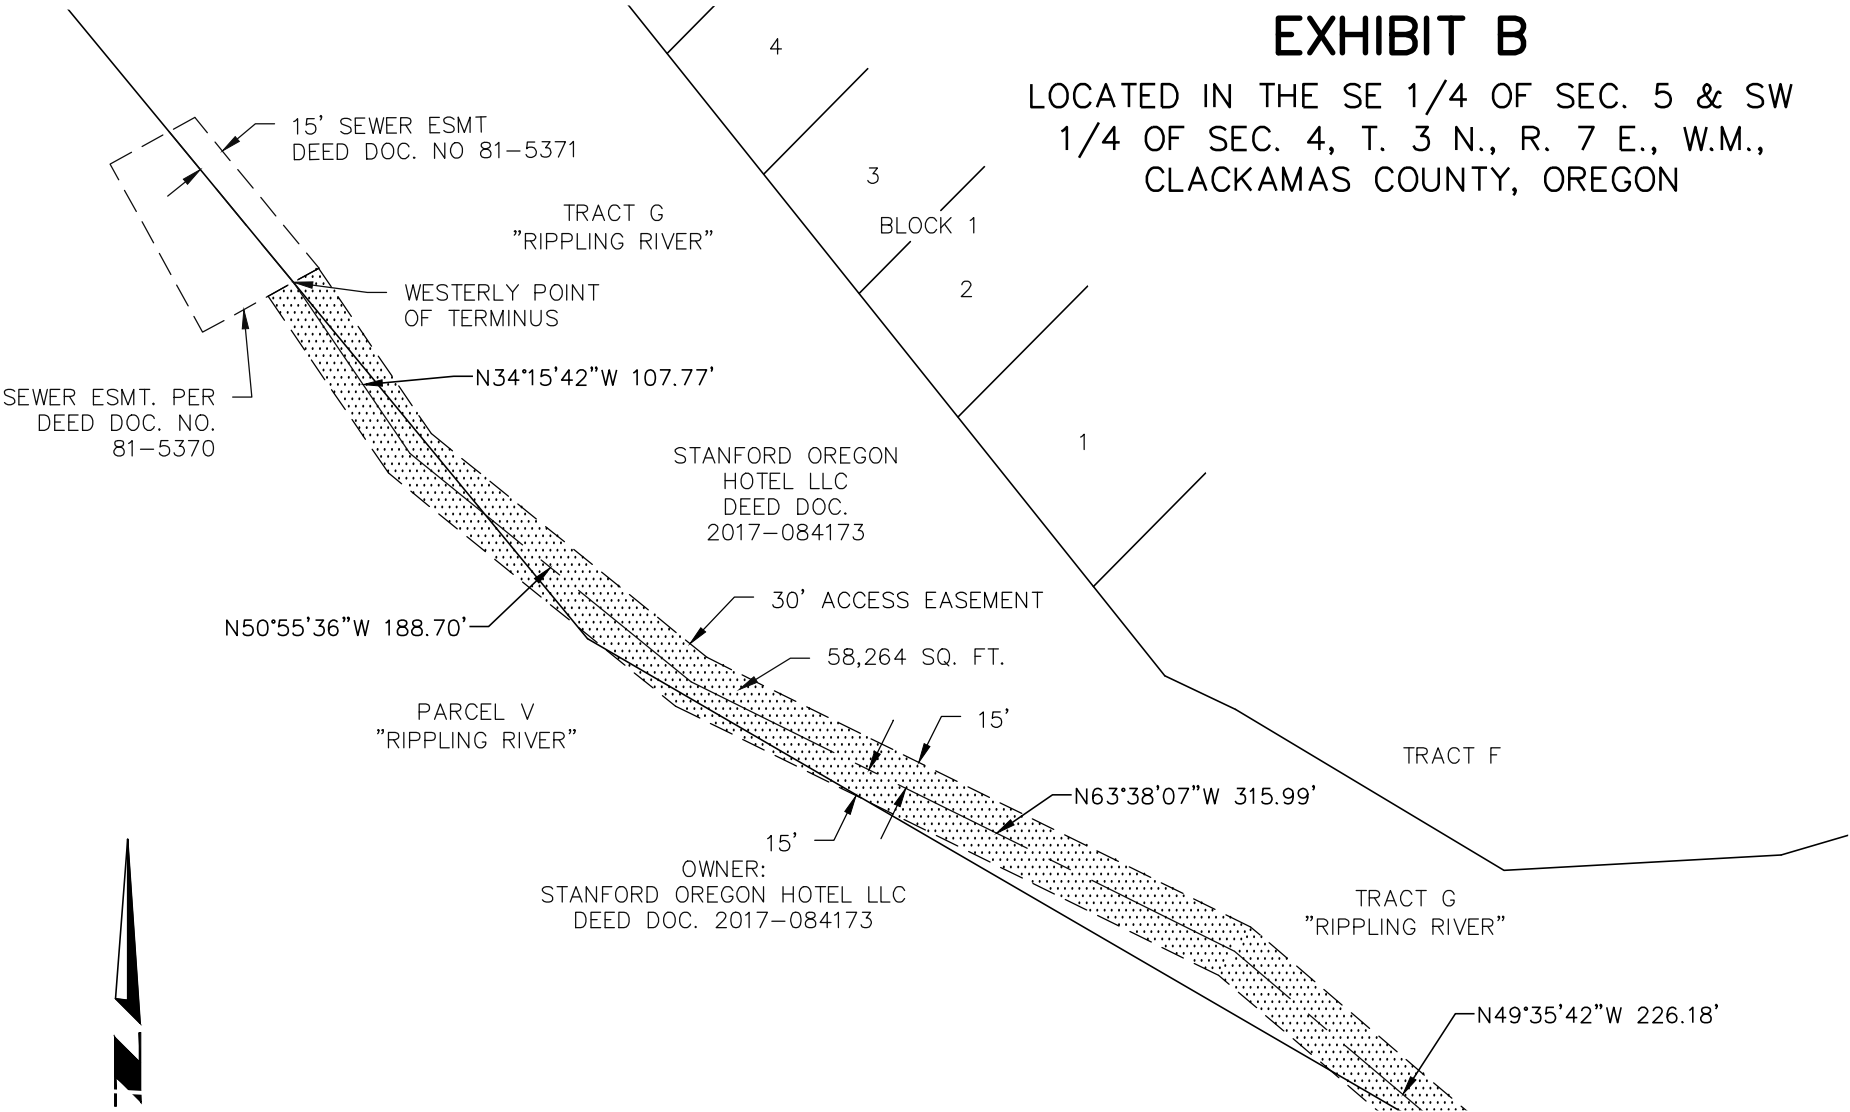 EXHIBIT B
LOCATED IN THE SE 1/4 OF SEC. 5 & SW
1/4 OF SEC. 4, T. 3 N., R. 7 E., W.M.,
CLACKAMAS COUNTY, OREGON
4
15' SEWER ESMT
DEED DOC. NO 81-5371
3
TRACT G
"RIPPLING RIVER"
BLOCK 1
2
WESTERLY POINT
OF TERMINUS
N34°15'42"W 107.77'
SEWER ESMT. PER
DEED DOC. NO.
81-5370
1
STANFORD OREGON
HOTEL LLC
DEED DOC.
2017-084173
30' ACCESS EASEMENT
N50°55'36"W 188.70'
58,264 SQ. FT.
PARCEL V
"RIPPLING RIVER"
15'
TRACT F
N63°38'07"W 315.99'
15'
OWNER:
STANFORD OREGON HOTEL LLC
DEED DOC. 2017-084173
TRACT G
"RIPPLING RIVER"
N49°35'42"W 226.18'